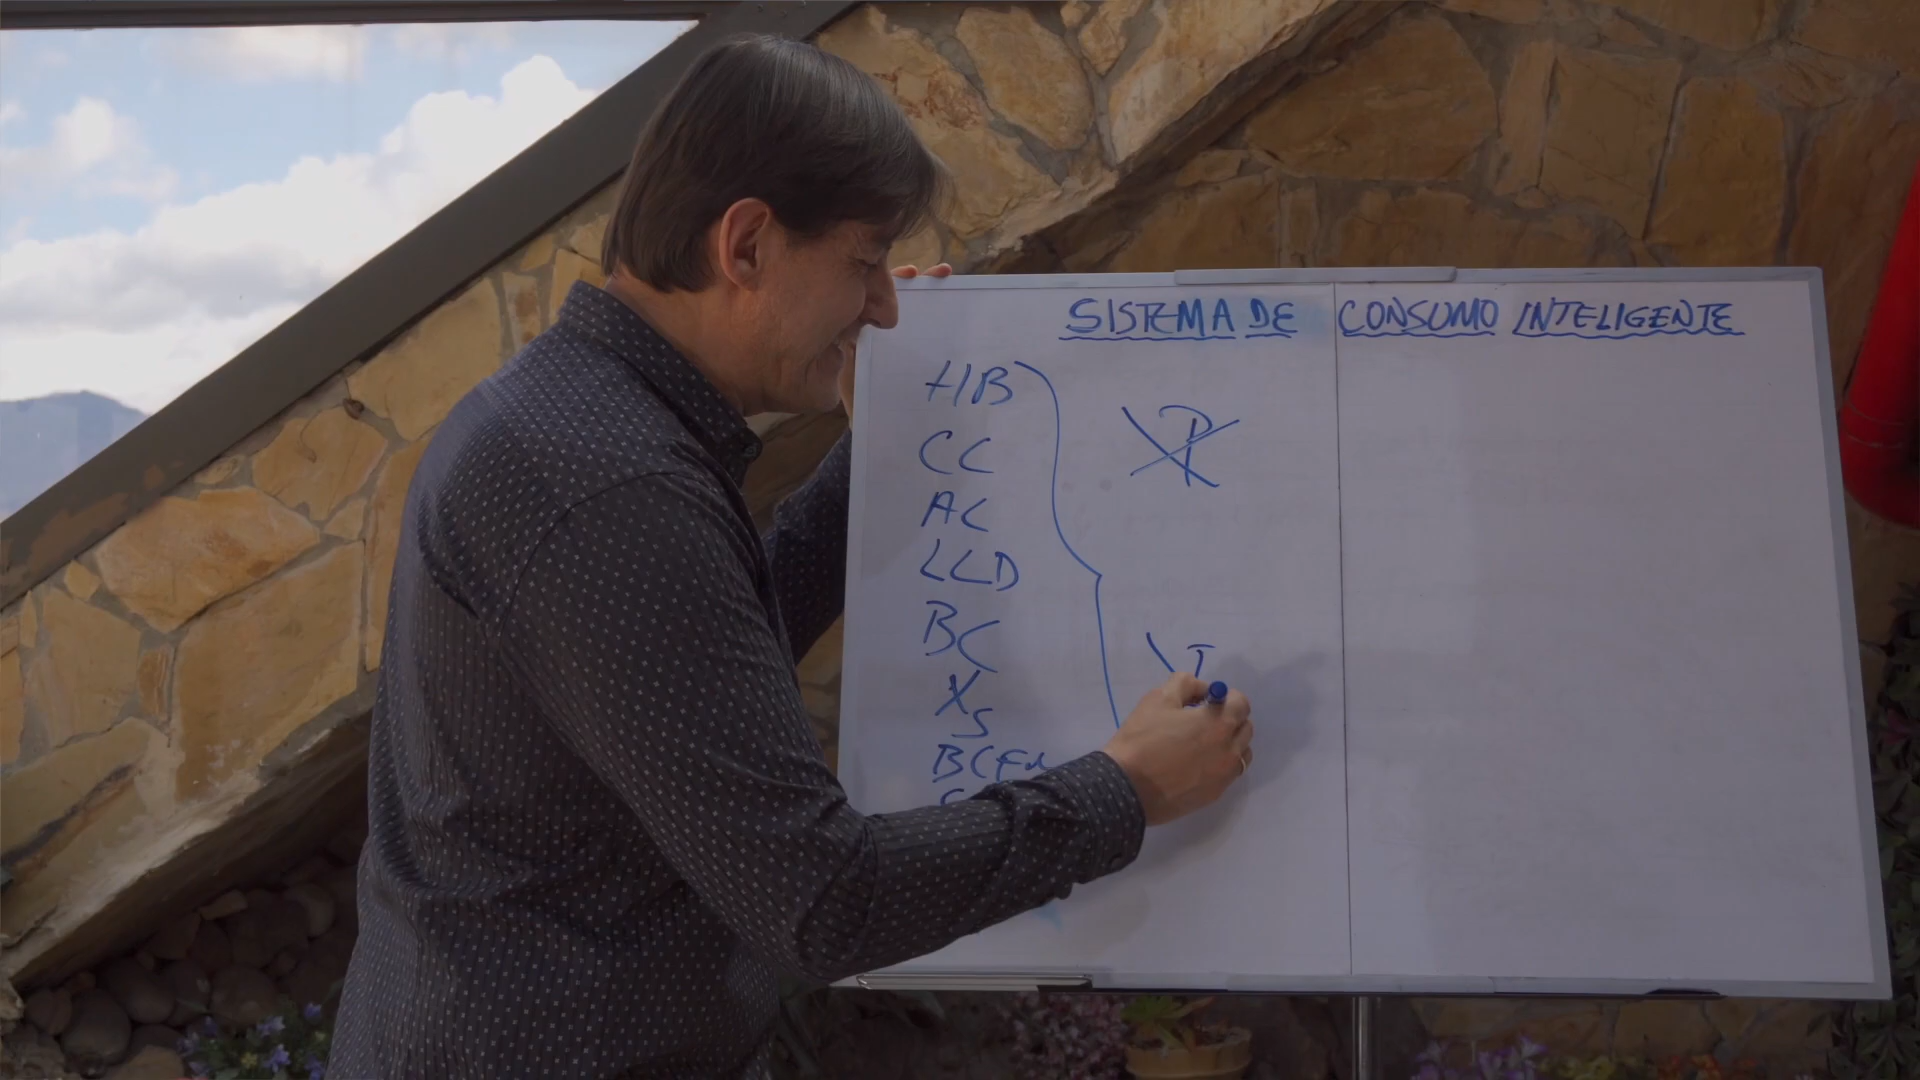 SISTEMA DE CONSUMO INTELIGENTE
HB
CC
AC
LLD
BC
XS